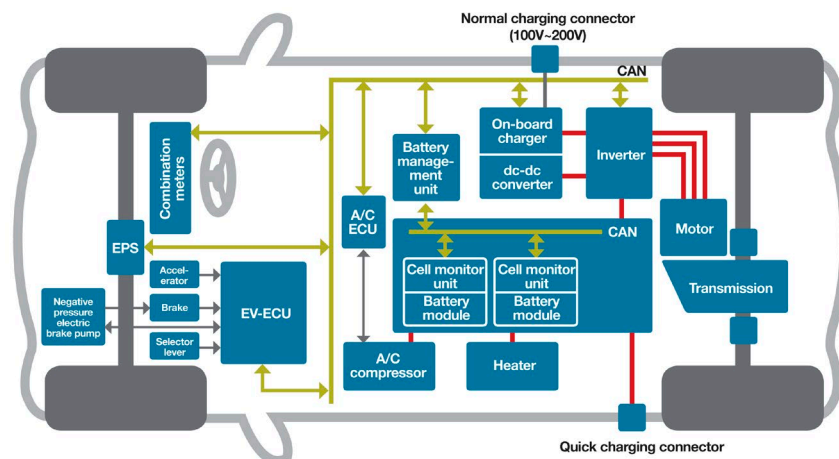 Normal charging connector
(100V~200V)
CAN
Combination
meters
Battery
manage-
ment
unit
On-board
charger
dc-dc
converter
Inverter
A/C
ECU
EPS
CAN
Motor
Accel-
erator
Negative
pressure
electric
brake pump
Brake
Selector
lever
EV-ECU
Cell monitor
unit
Battery
module
Cell monitor
unit
Battery
module
Transmission
A/C
compressor
Heater
Quick charging connector